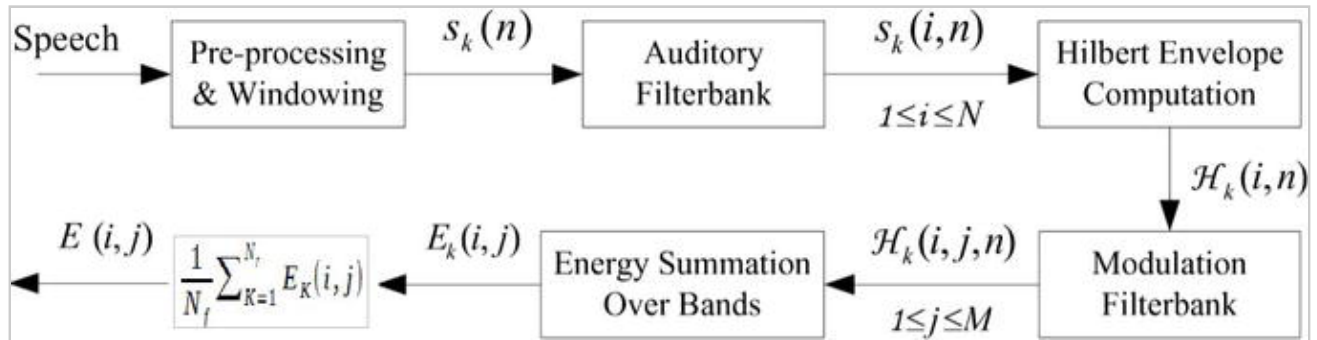 Speech
Pre-processing
& Windowing
s_k(n)
Auditory
Filterbank
s_k(i,n)
1≤i≤N
Hilbert Envelope
Computation
ℋ_k(i,n)
Modulation
Filterbank
ℋ_k(i,j,n)
1≤j≤M
Energy Summation
Over Bands
E_k(i,j)
1/N_f ∑_{K=1}^{N_f} E_K(i,j)
E (i,j)